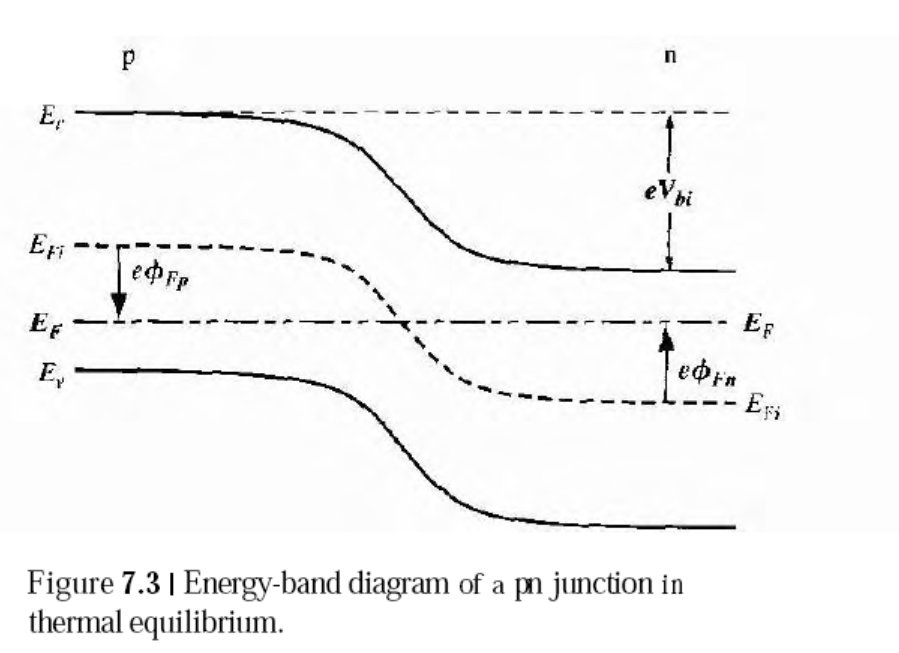 p n
E_c
eV_bi
E_Fi
eϕ_Fp
E_F E_F
E_v eϕ_Fn
E_Fi
Figure 7.3 | Energy-band diagram of a pn junction in
thermal equilibrium.